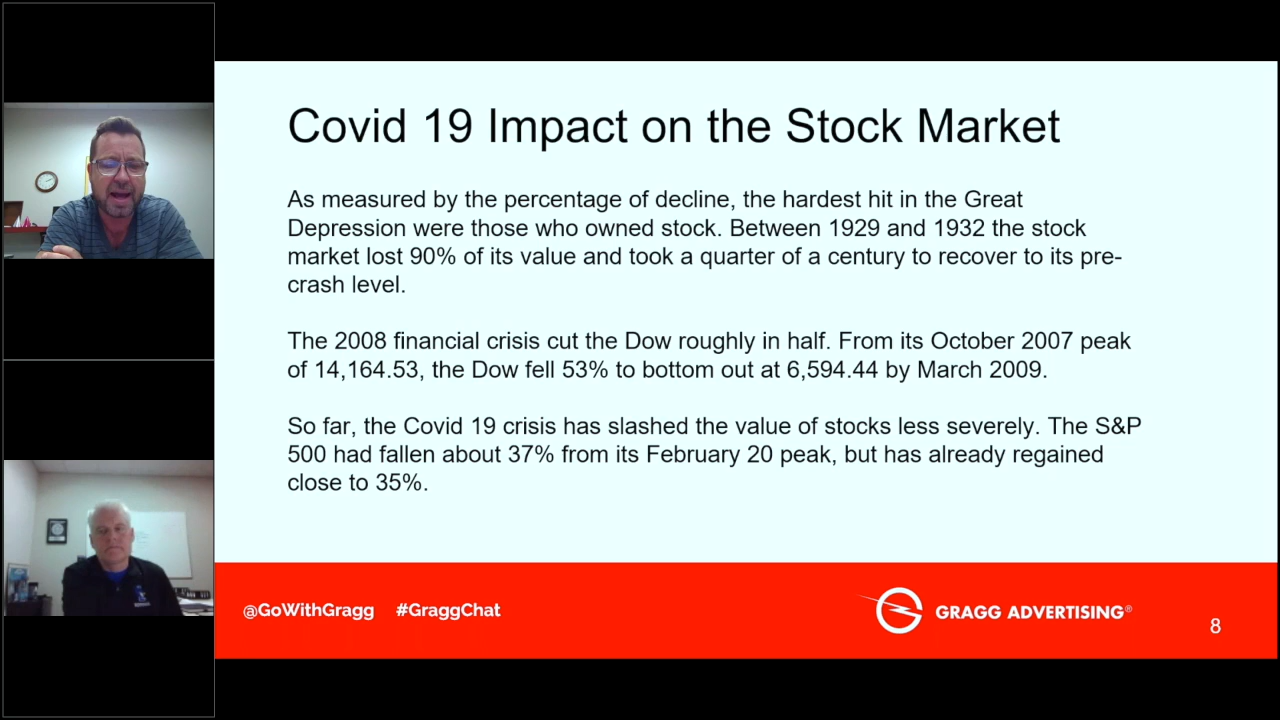 Covid 19 Impact on the Stock Market
As measured by the percentage of decline, the hardest hit in the Great
Depression were those who owned stock. Between 1929 and 1932 the stock
market lost 90% of its value and took a quarter of a century to recover to its pre-
crash level.
The 2008 financial crisis cut the Dow roughly in half. From its October 2007 peak
of 14,164.53, the Dow fell 53% to bottom out at 6,594.44 by March 2009.
So far, the Covid 19 crisis has slashed the value of stocks less severely. The S&P
500 had fallen about 37% from its February 20 peak, but has already regained
close to 35%.
@GoWithGragg #GraggChat
GRAGG ADVERTISING®
8